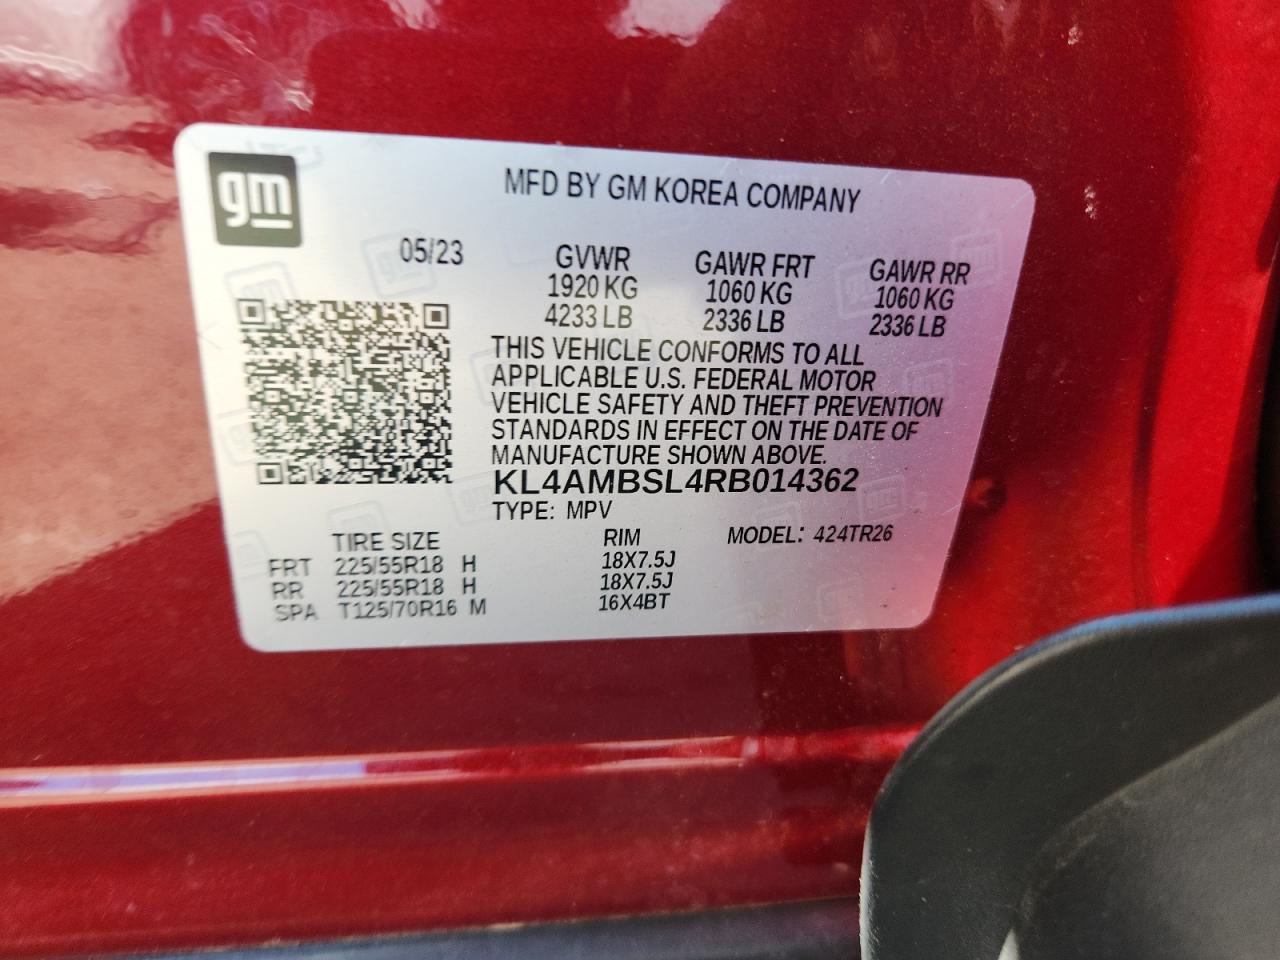 gm
MFD BY GM KOREA COMPANY
05/23 GVWR GAWR FRT GAWR RR
1920 KG 1060 KG 1060 KG
4233 LB 2336 LB 2336 LB
THIS VEHICLE CONFORMS TO ALL
APPLICABLE U.S. FEDERAL MOTOR
VEHICLE SAFETY AND THEFT PREVENTION
STANDARDS IN EFFECT ON THE DATE OF
MANUFACTURE SHOWN ABOVE.
KL4AMBSL4RB014362
TYPE: MPV
TIRE SIZE RIM MODEL: 424TR26
FRT 225/55R18 H 18X7.5J
RR 225/55R18 H 18X7.5J
SPA T125/70R16 M 16X4BT